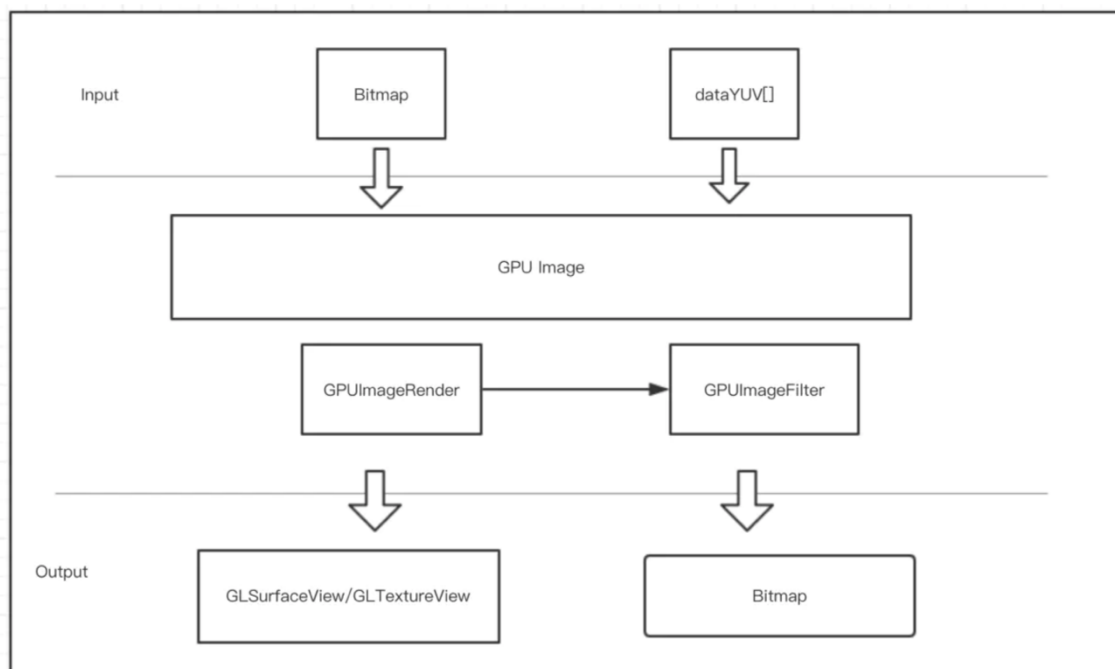 Input
Bitmap
dataYUV[]
GPU Image
GPUImageRender
GPUImageFilter
Output
GLSurfaceView/GLTextureView
Bitmap